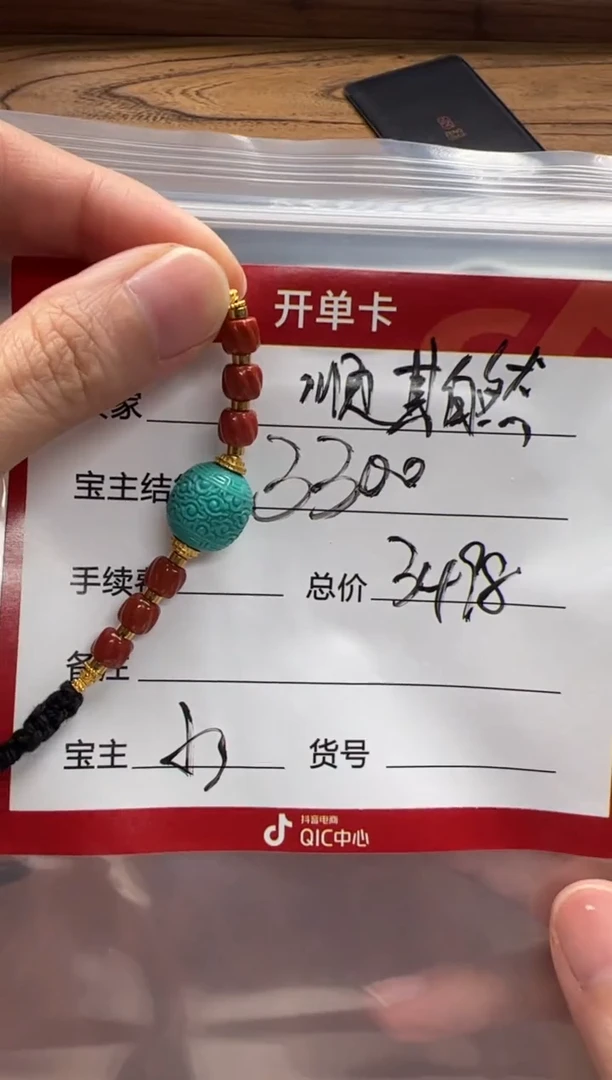 开单卡
家 顺其自然
宝主结 3300
手续 总价 3498
备注
宝主 货号
抖音电商
QIC中心